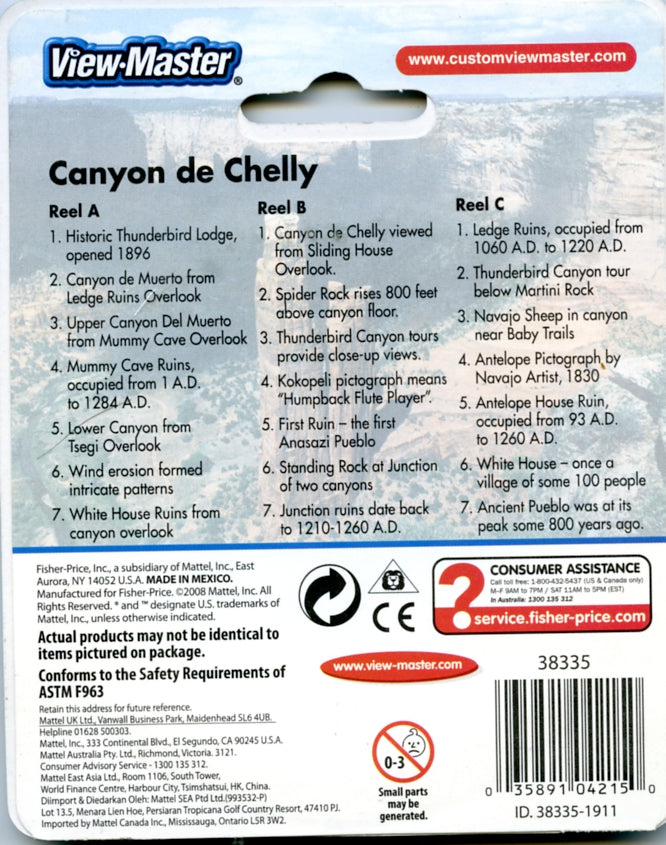 View-Master®
www.customviewmaster.com
Canyon de Chelly
Reel A
1. Historic Thunderbird Lodge,
opened 1896
2. Canyon de Muerto from
Ledge Ruins Overlook
3. Upper Canyon Del Muerto
from Mummy Cave Overlook
4. Mummy Cave Ruins,
occupied from 1 A.D.
to 1284 A.D.
5. Lower Canyon from
Tsegi Overlook
6. Wind erosion formed
intricate patterns
7. White House Ruins from
canyon overlook
Reel B
1. Canyon de Chelly viewed
from Sliding House
Overlook.
2. Spider Rock rises 800 feet
above canyon floor.
3. Thunderbird Canyon tours
provide close-up views.
4. Kokopeli pictograph means
"Humpback Flute Player".
5. First Ruin – the first
Anasazi Pueblo
6. Standing Rock at Junction
of two canyons
7. Junction ruins date back
to 1210-1260 A.D.
Reel C
1. Ledge Ruins, occupied from
1060 A.D. to 1220 A.D.
2. Thunderbird Canyon tour
below Martini Rock
3. Navajo Sheep in canyon
near Baby Trails
4. Antelope Pictograph by
Navajo Artist, 1830
5. Antelope House Ruin,
occupied from 93 A.D.
to 1260 A.D.
6. White House – once a
village of some 100 people
7. Ancient Pueblo was at its
peak some 800 years ago.
Fisher-Price, Inc., a subsidiary of Mattel, Inc., East
Aurora, NY 14052 U.S.A. MADE IN MEXICO.
Manufactured for Fisher-Price. ©2008 Mattel, Inc. All
Rights Reserved. ® and ™ designate U.S. trademarks of
Mattel, Inc., unless otherwise indicated.
Actual products may not be identical to
items pictured on package.
Conforms to the Safety Requirements of
ASTM F963
Retain this address for future reference.
Mattel UK Ltd., Vanwall Business Park, Maidenhead SL6 4UB.
Helpline 01628 500303.
Mattel, Inc., 333 Continental Blvd., El Segundo, CA 90245 U.S.A.
Mattel Australia Pty. Ltd., Richmond, Victoria. 3121.
Consumer Advisory Service - 1300 135 312.
Mattel East Asia Ltd., Room 1106, South Tower,
World Finance Centre, Harbour City, Tsimshatsui, HK, China.
Diimport & Diedarkan Oleh: Mattel SEA Ptd Ltd.(993532-P)
Lot 13.5, Menara Lien Hoe, Persiaran Tropicana Golf Country Resort, 47410 PJ.
Imported by Mattel Canada Inc., Mississauga, Ontario L5R 3W2.
CE
? CONSUMER ASSISTANCE
Call toll free: 1-800-432-5437 (US & Canada only)
M-F 9AM to 7PM / SAT 11AM to 5PM (EST)
In Australia: 1300 135 312
service.fisher-price.com
www.view-master.com
0-3
Small parts
may be
generated.
38335
0 35891 04215 0
ID. 38335-1911